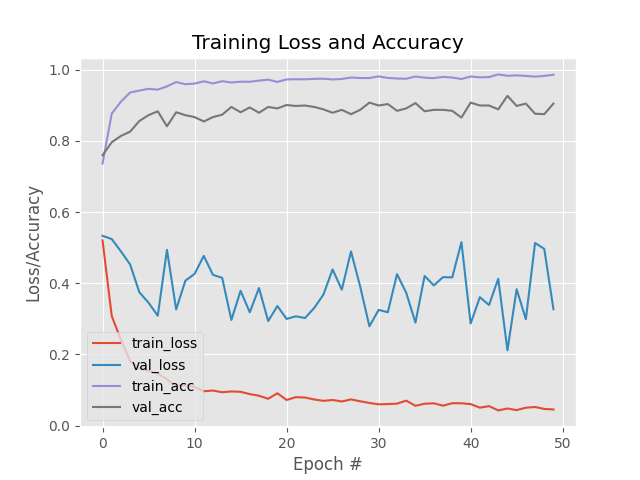 Training Loss and Accuracy
Loss/Accuracy
1.0
0.8
0.6
0.4
0.2
0.0
train_loss
val_loss
train_acc
val_acc
0 10 20 30 40 50
Epoch #